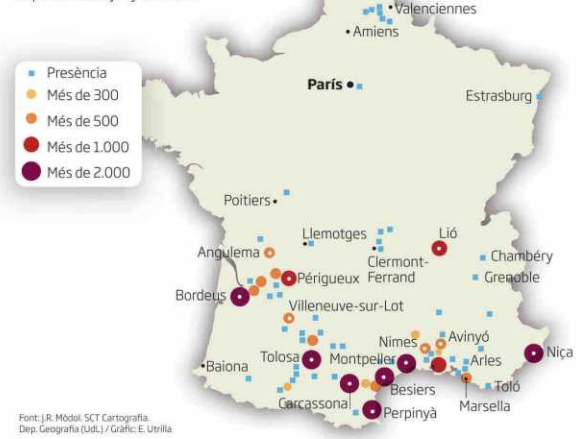 Valenciennes
Amiens
París
Estrasburg
Presència
Més de 300
Més de 500
Més de 1.000
Més de 2.000
Poitiers
Llemotges
Lió
Angulema
Clermont-
Ferrand
Chambéry
Grenoble
Périgueux
Bordeus
Villeneuve-sur-Lot
Nimes
Avinyó
Tolosa
Montpeller
Arles
Niça
Baiona
Besiers
Toló
Carcassona
Marsella
Perpinyà
Font: J.R. Mòdol. SCT Cartografia.
Dep. Geografia (UdL) / Gràfic: E. Utrilla